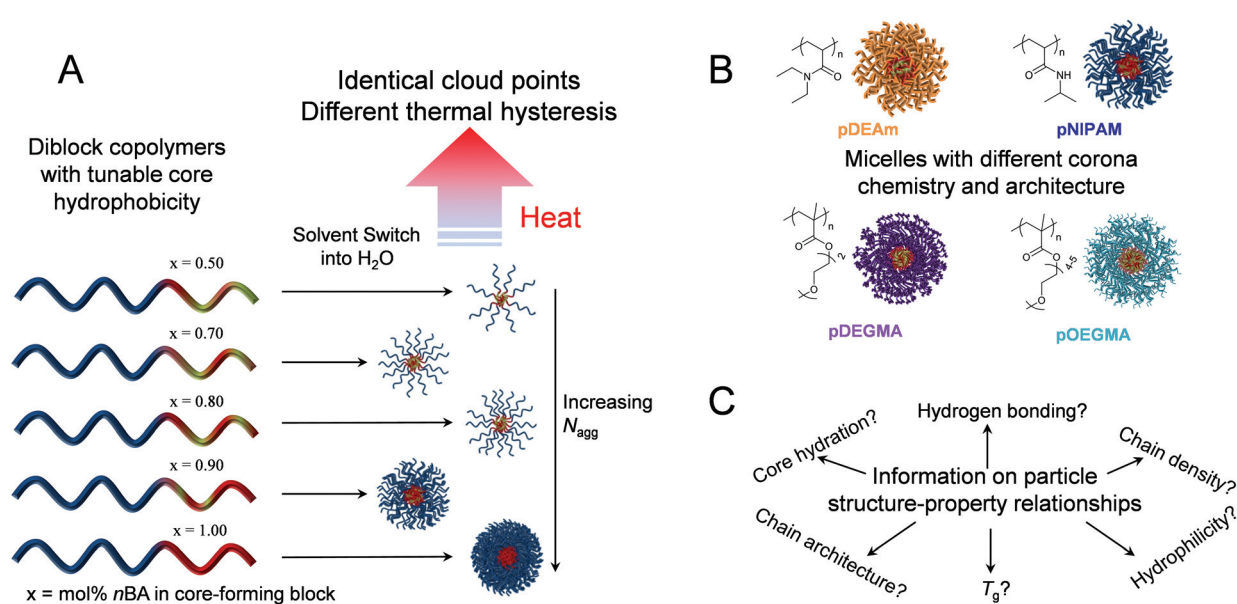 A
Identical cloud points
Different thermal hysteresis
Diblock copolymers
with tunable core
hydrophobicity
Heat
Solvent Switch
into H₂O
x = 0.50
x = 0.70
x = 0.80
x = 0.90
x = 1.00
Increasing
Nagg
x = mol% nBA in core-forming block
B
n
N
O
pDEAm
n
O
NH
pNIPAM
Micelles with different corona
chemistry and architecture
n
O
O
2
O
pDEGMA
n
O
O
4-5
O
pOEGMA
C
Hydrogen bonding?
Core hydration?
Chain density?
Information on particle
structure-property relationships
Chain architecture?
Tg?
Hydrophilicity?